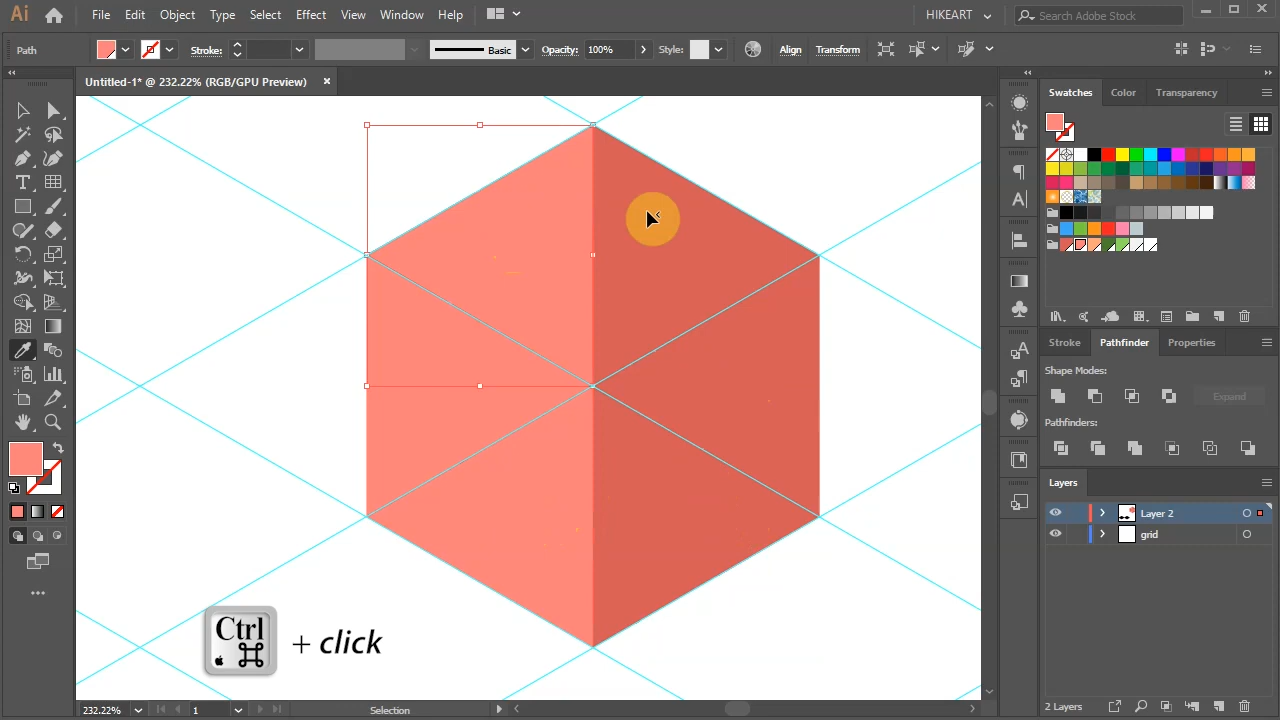 Ai File Edit Object Type Select Effect View Window Help HIKEART Search Adobe Stock
Path Stroke: Basic Opacity: 100% Style: Align Transform
Untitled-1* @ 232.22% (RGB/GPU Preview)
Swatches Color Transparency
Stroke Pathfinder Properties
Shape Modes:
Expand
Pathfinders:
Layers
Layer 2
grid
Ctrl + click
2 Layers
232.22% 1 Selection